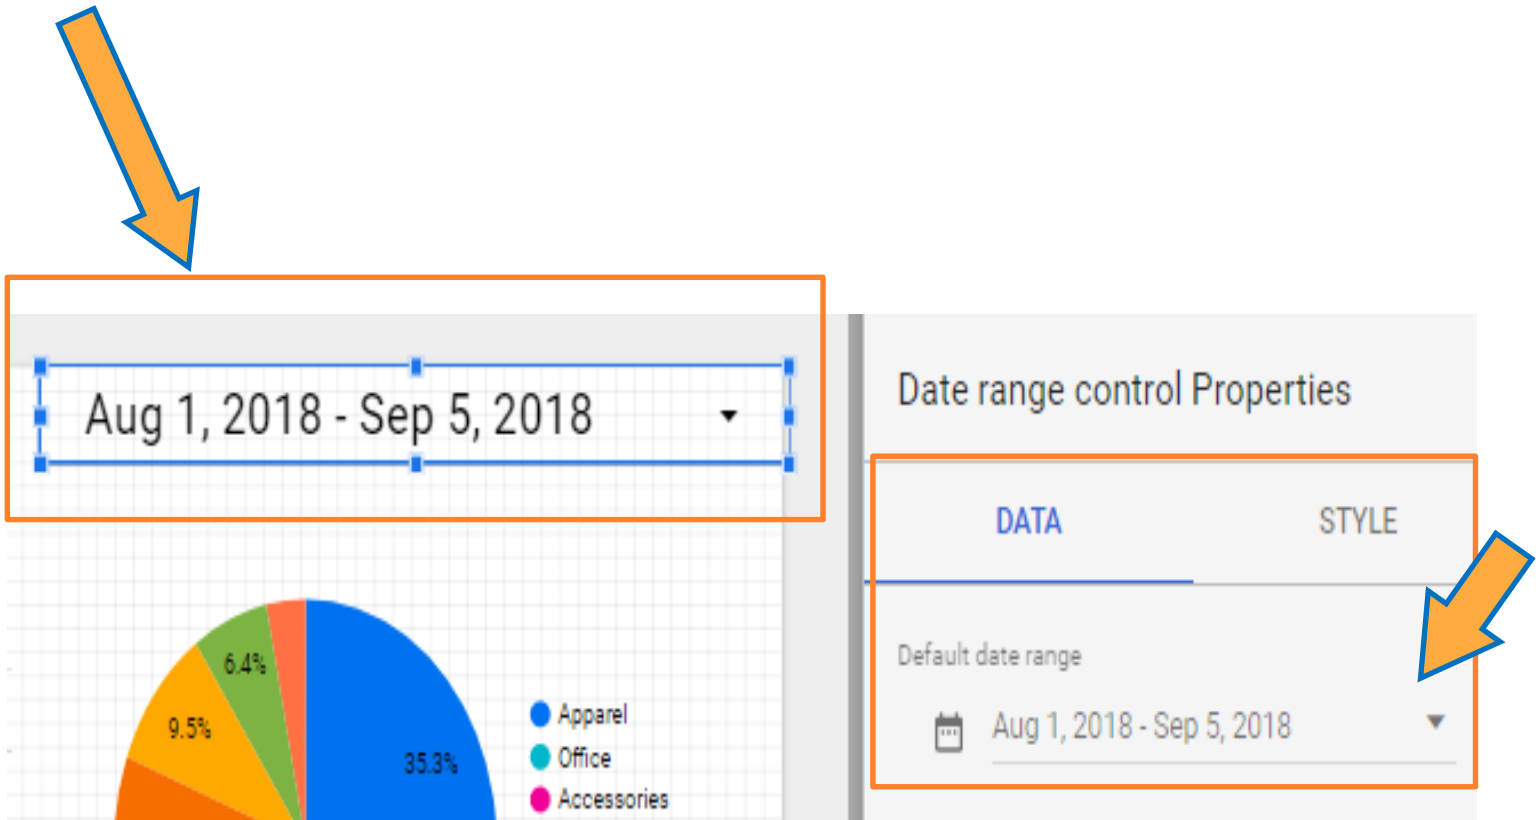 Aug 1, 2018 - Sep 5, 2018
6.4%
9.5%
35.3%
Apparel
Office
Accessories
Date range control Properties
DATA
STYLE
Default date range
Aug 1, 2018 - Sep 5, 2018